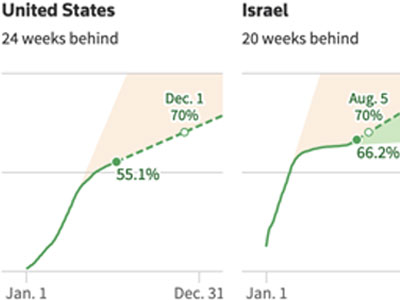 United States
24 weeks behind
Dec. 1
70%
55.1%
Jan. 1
Dec. 31
Israel
20 weeks behind
Aug. 5
70%
66.2%
Jan. 1